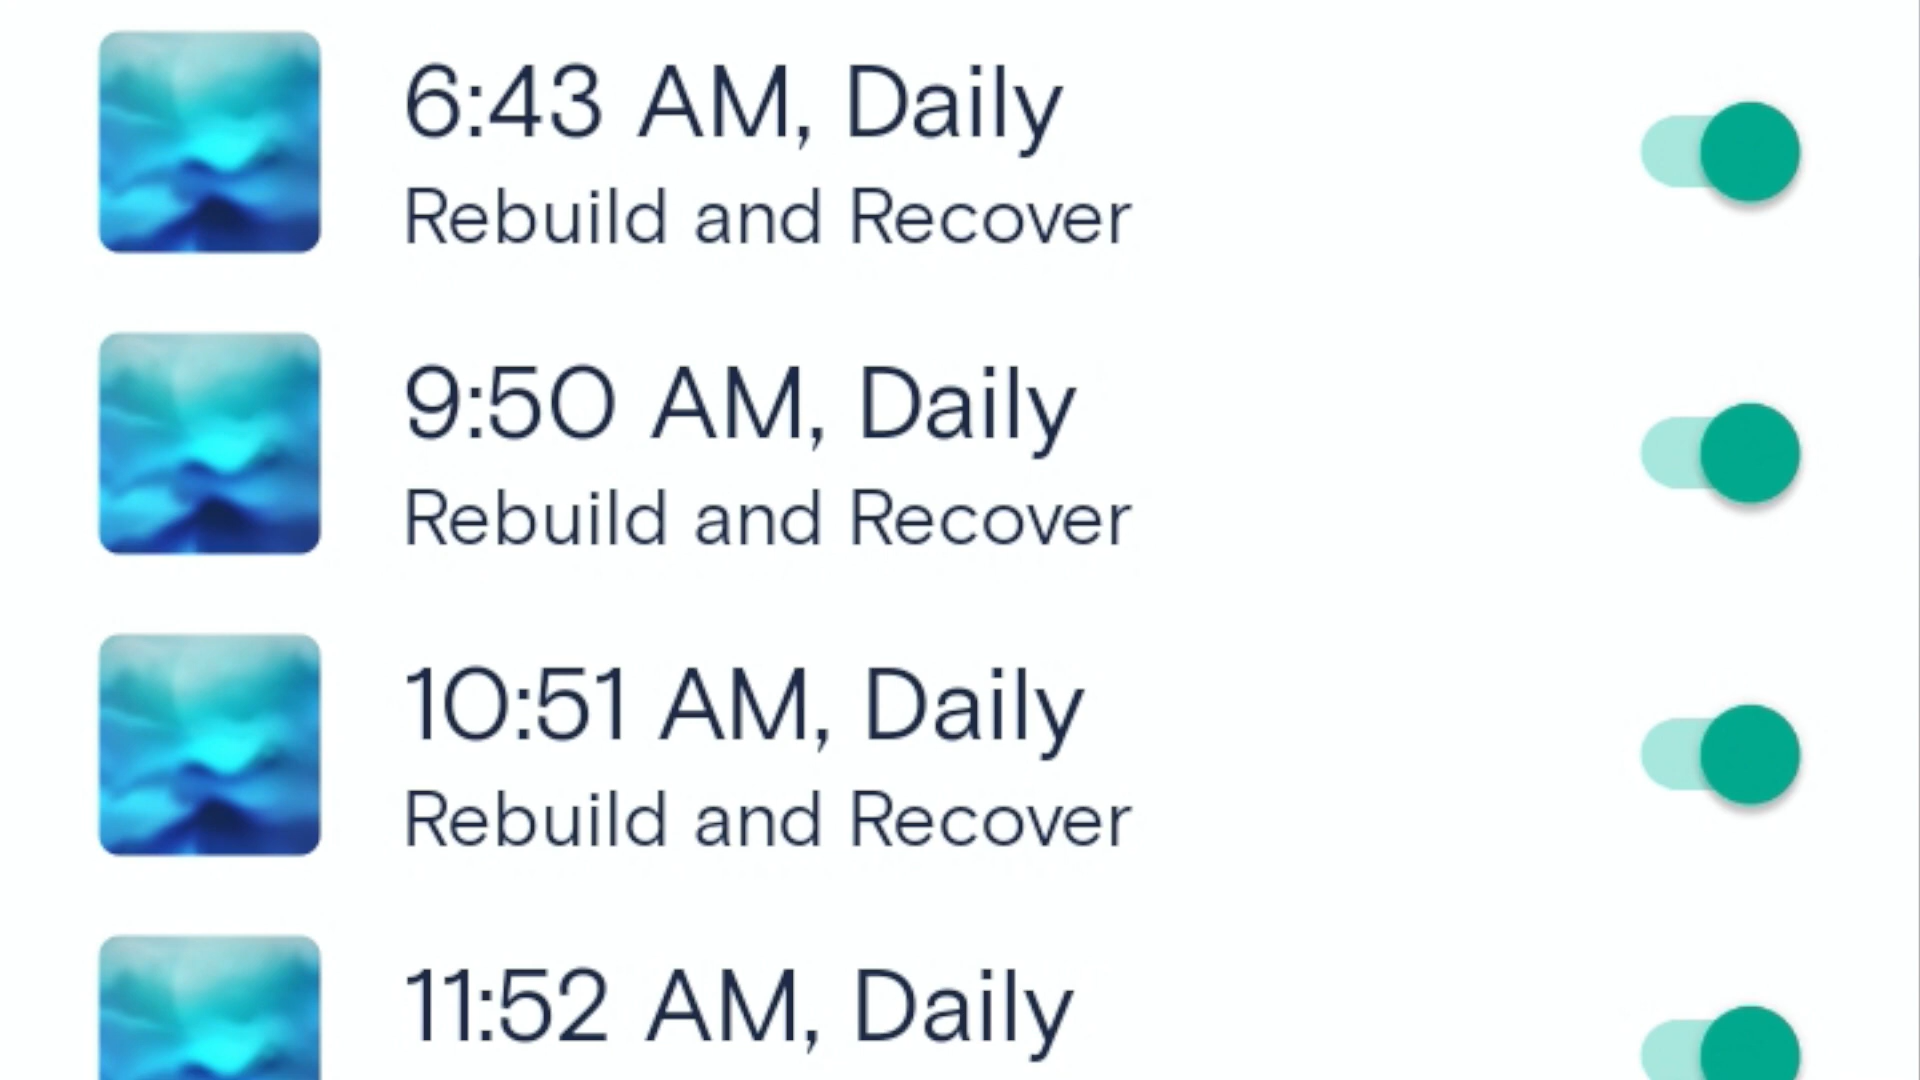 6:43 AM, Daily
Rebuild and Recover
9:50 AM, Daily
Rebuild and Recover
10:51 AM, Daily
Rebuild and Recover
11:52 AM, Daily